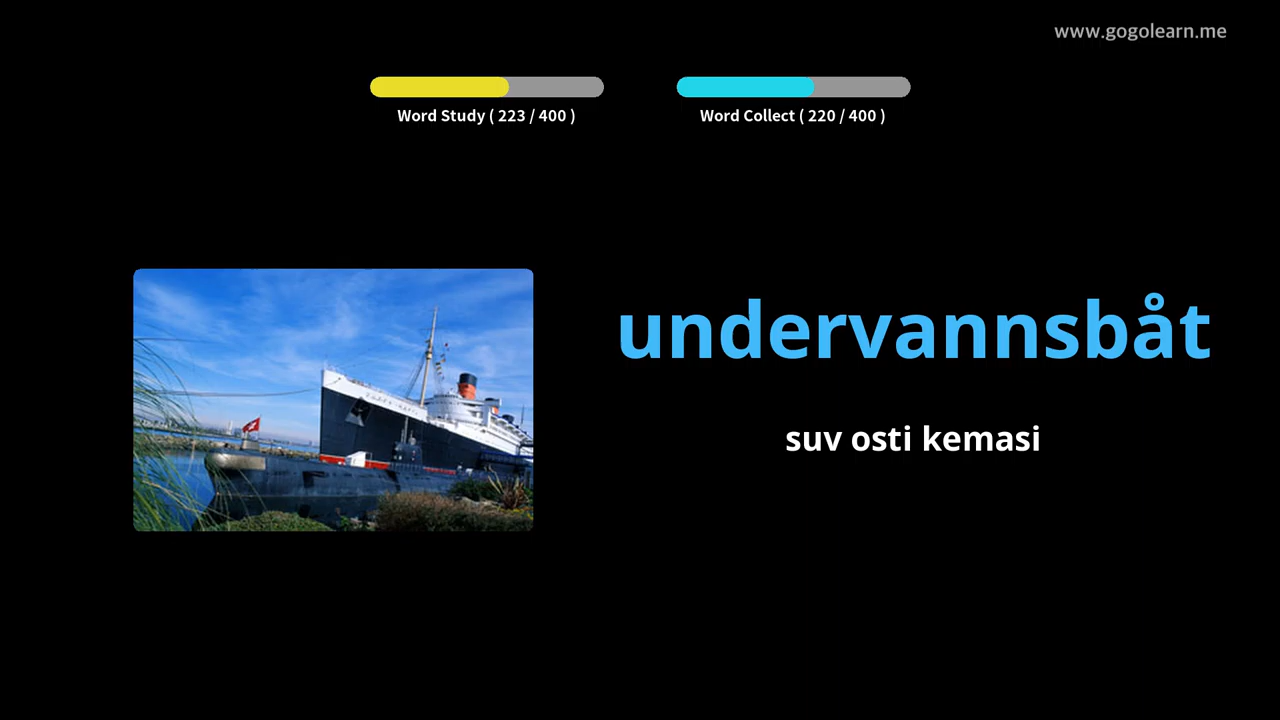 www.gogolearn.me
Word Study ( 223 / 400 )
Word Collect ( 220 / 400 )
undervannsbåt
suv osti kemasi